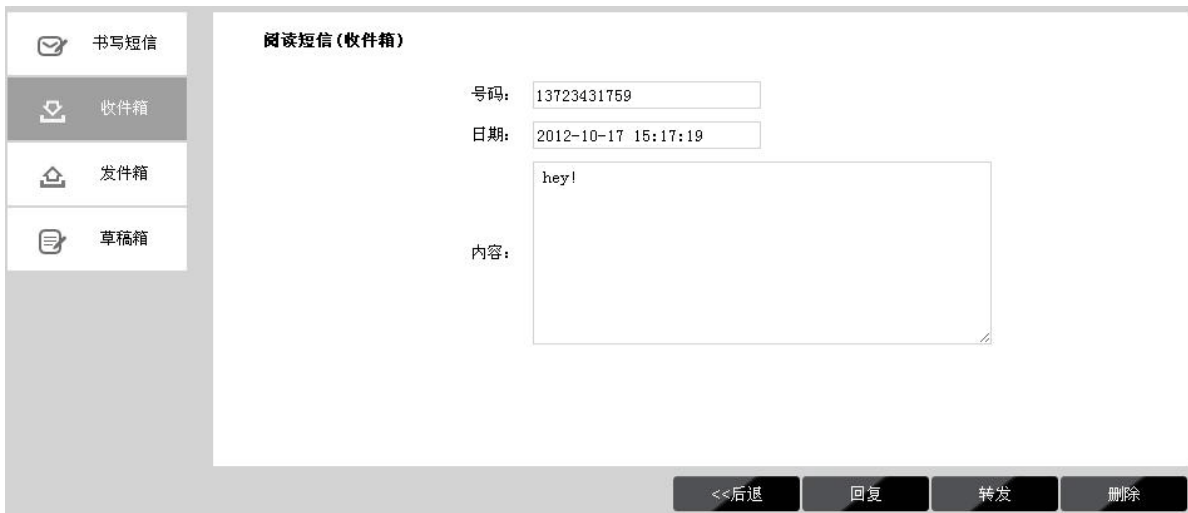 书写短信
收件箱
发件箱
草稿箱
阅读短信(收件箱)
号码: 13723431759
日期: 2012-10-17 15:17:19
内容: hey!
<<后退
回复
转发
删除